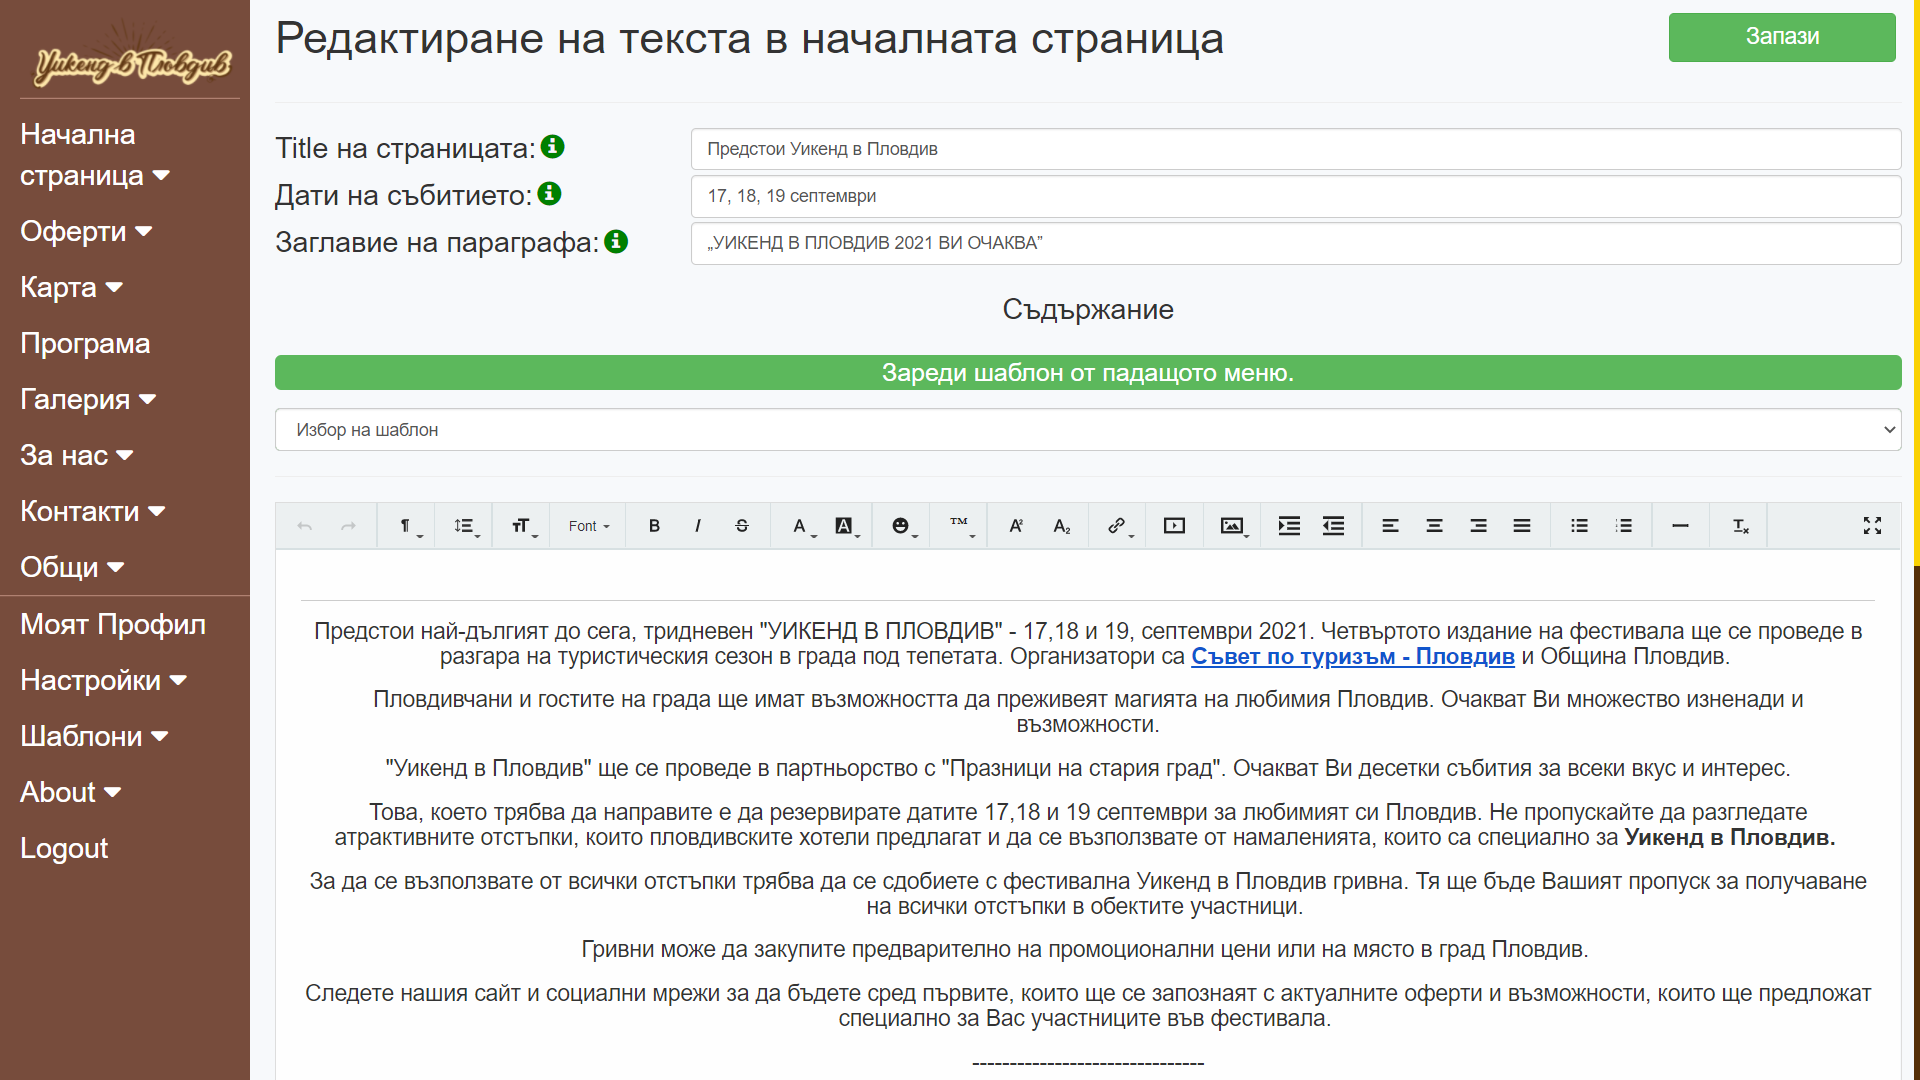 Уикенд в Пловдив
Начална
страница
Оферти
Карта
Програма
Галерия
За нас
Контакти
Общи
Моят Профил
Настройки
Шаблони
About
Logout
Редактиране на текста в началната страница
Запази
Title на страницата:
Предстои Уикенд в Пловдив
Дати на събитието:
17, 18, 19 септември
Заглавие на параграфа:
„УИКЕНД В ПЛОВДИВ 2021 ВИ ОЧАКВА”
Съдържание
Зареди шаблон от падащото меню.
Избор на шаблон
Font
Предстои най-дългият до сега, тридневен "УИКЕНД В ПЛОВДИВ" - 17,18 и 19, септември 2021. Четвъртото издание на фестивала ще се проведе в
разгара на туристическия сезон в града под тепетата. Организатори са Съвет по туризъм - Пловдив и Община Пловдив.
Пловдивчани и гостите на града ще имат възможността да преживеят магията на любимия Пловдив. Очакват Ви множество изненади и
възможности.
"Уикенд в Пловдив" ще се проведе в партньорство с "Празници на стария град". Очакват Ви десетки събития за всеки вкус и интерес.
Това, което трябва да направите е да резервирате датите 17,18 и 19 септември за любимият си Пловдив. Не пропускайте да разгледате
атрактивните отстъпки, които пловдивските хотели предлагат и да се възползвате от намаленията, които са специално за Уикенд в Пловдив.
За да се възползвате от всички отстъпки трябва да се сдобиете с фестивална Уикенд в Пловдив гривна. Тя ще бъде Вашият пропуск за получаване
на всички отстъпки в обектите участници.
Гривни може да закупите предварително на промоционални цени или на място в град Пловдив.
Следете нашия сайт и социални мрежи за да бъдете сред първите, които ще се запознаят с актуалните оферти и възможности, които ще предложат
специално за Вас участниците във фестивала.
-------------------------------